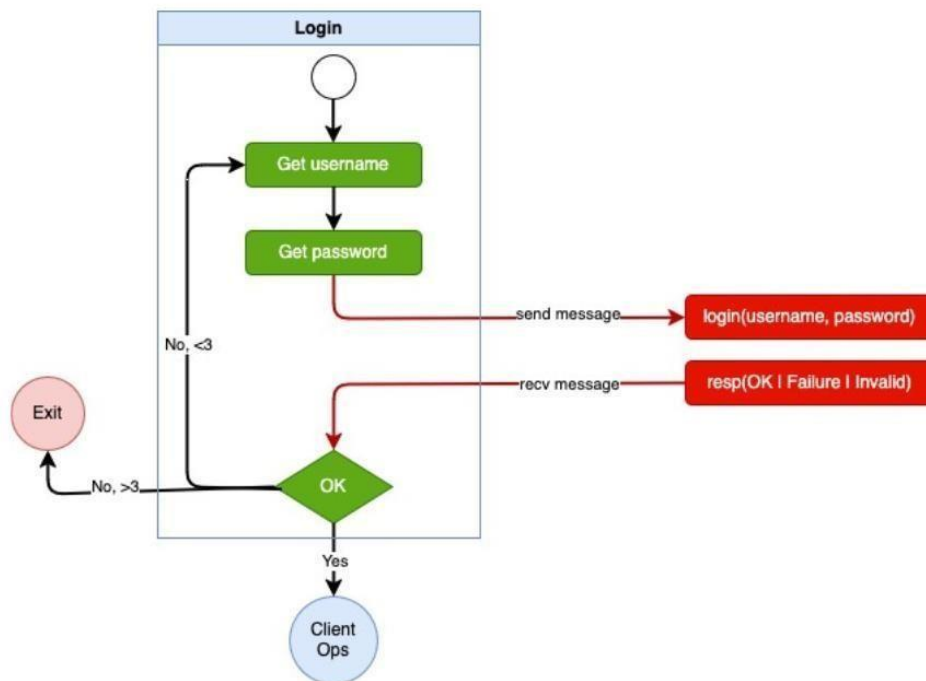 Login
Get username
Get password
send message
login(username, password)
No, <3
recv message
resp(OK | Failure | Invalid)
Exit
OK
No, >3
Yes
Client
Ops